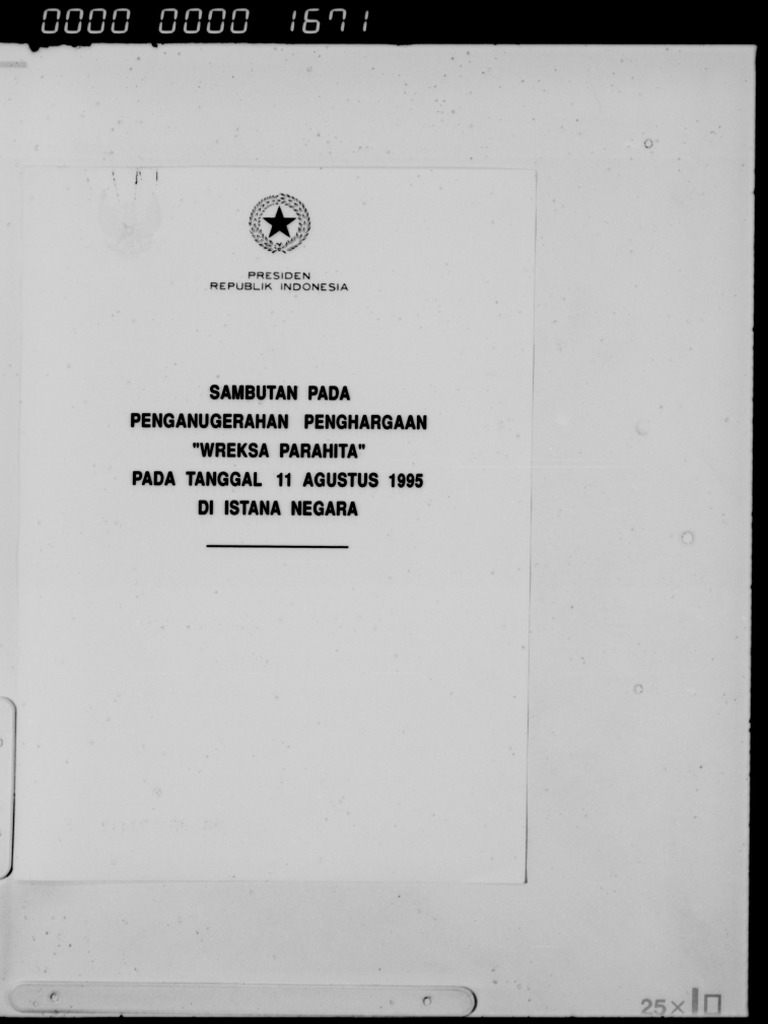 0000 0000 1671
PRESIDEN
REPUBLIK INDONESIA
SAMBUTAN PADA
PENGANUGERAHAN PENGHARGAAN
"WREKSA PARAHITA"
PADA TANGGAL 11 AGUSTUS 1995
DI ISTANA NEGARA
25×